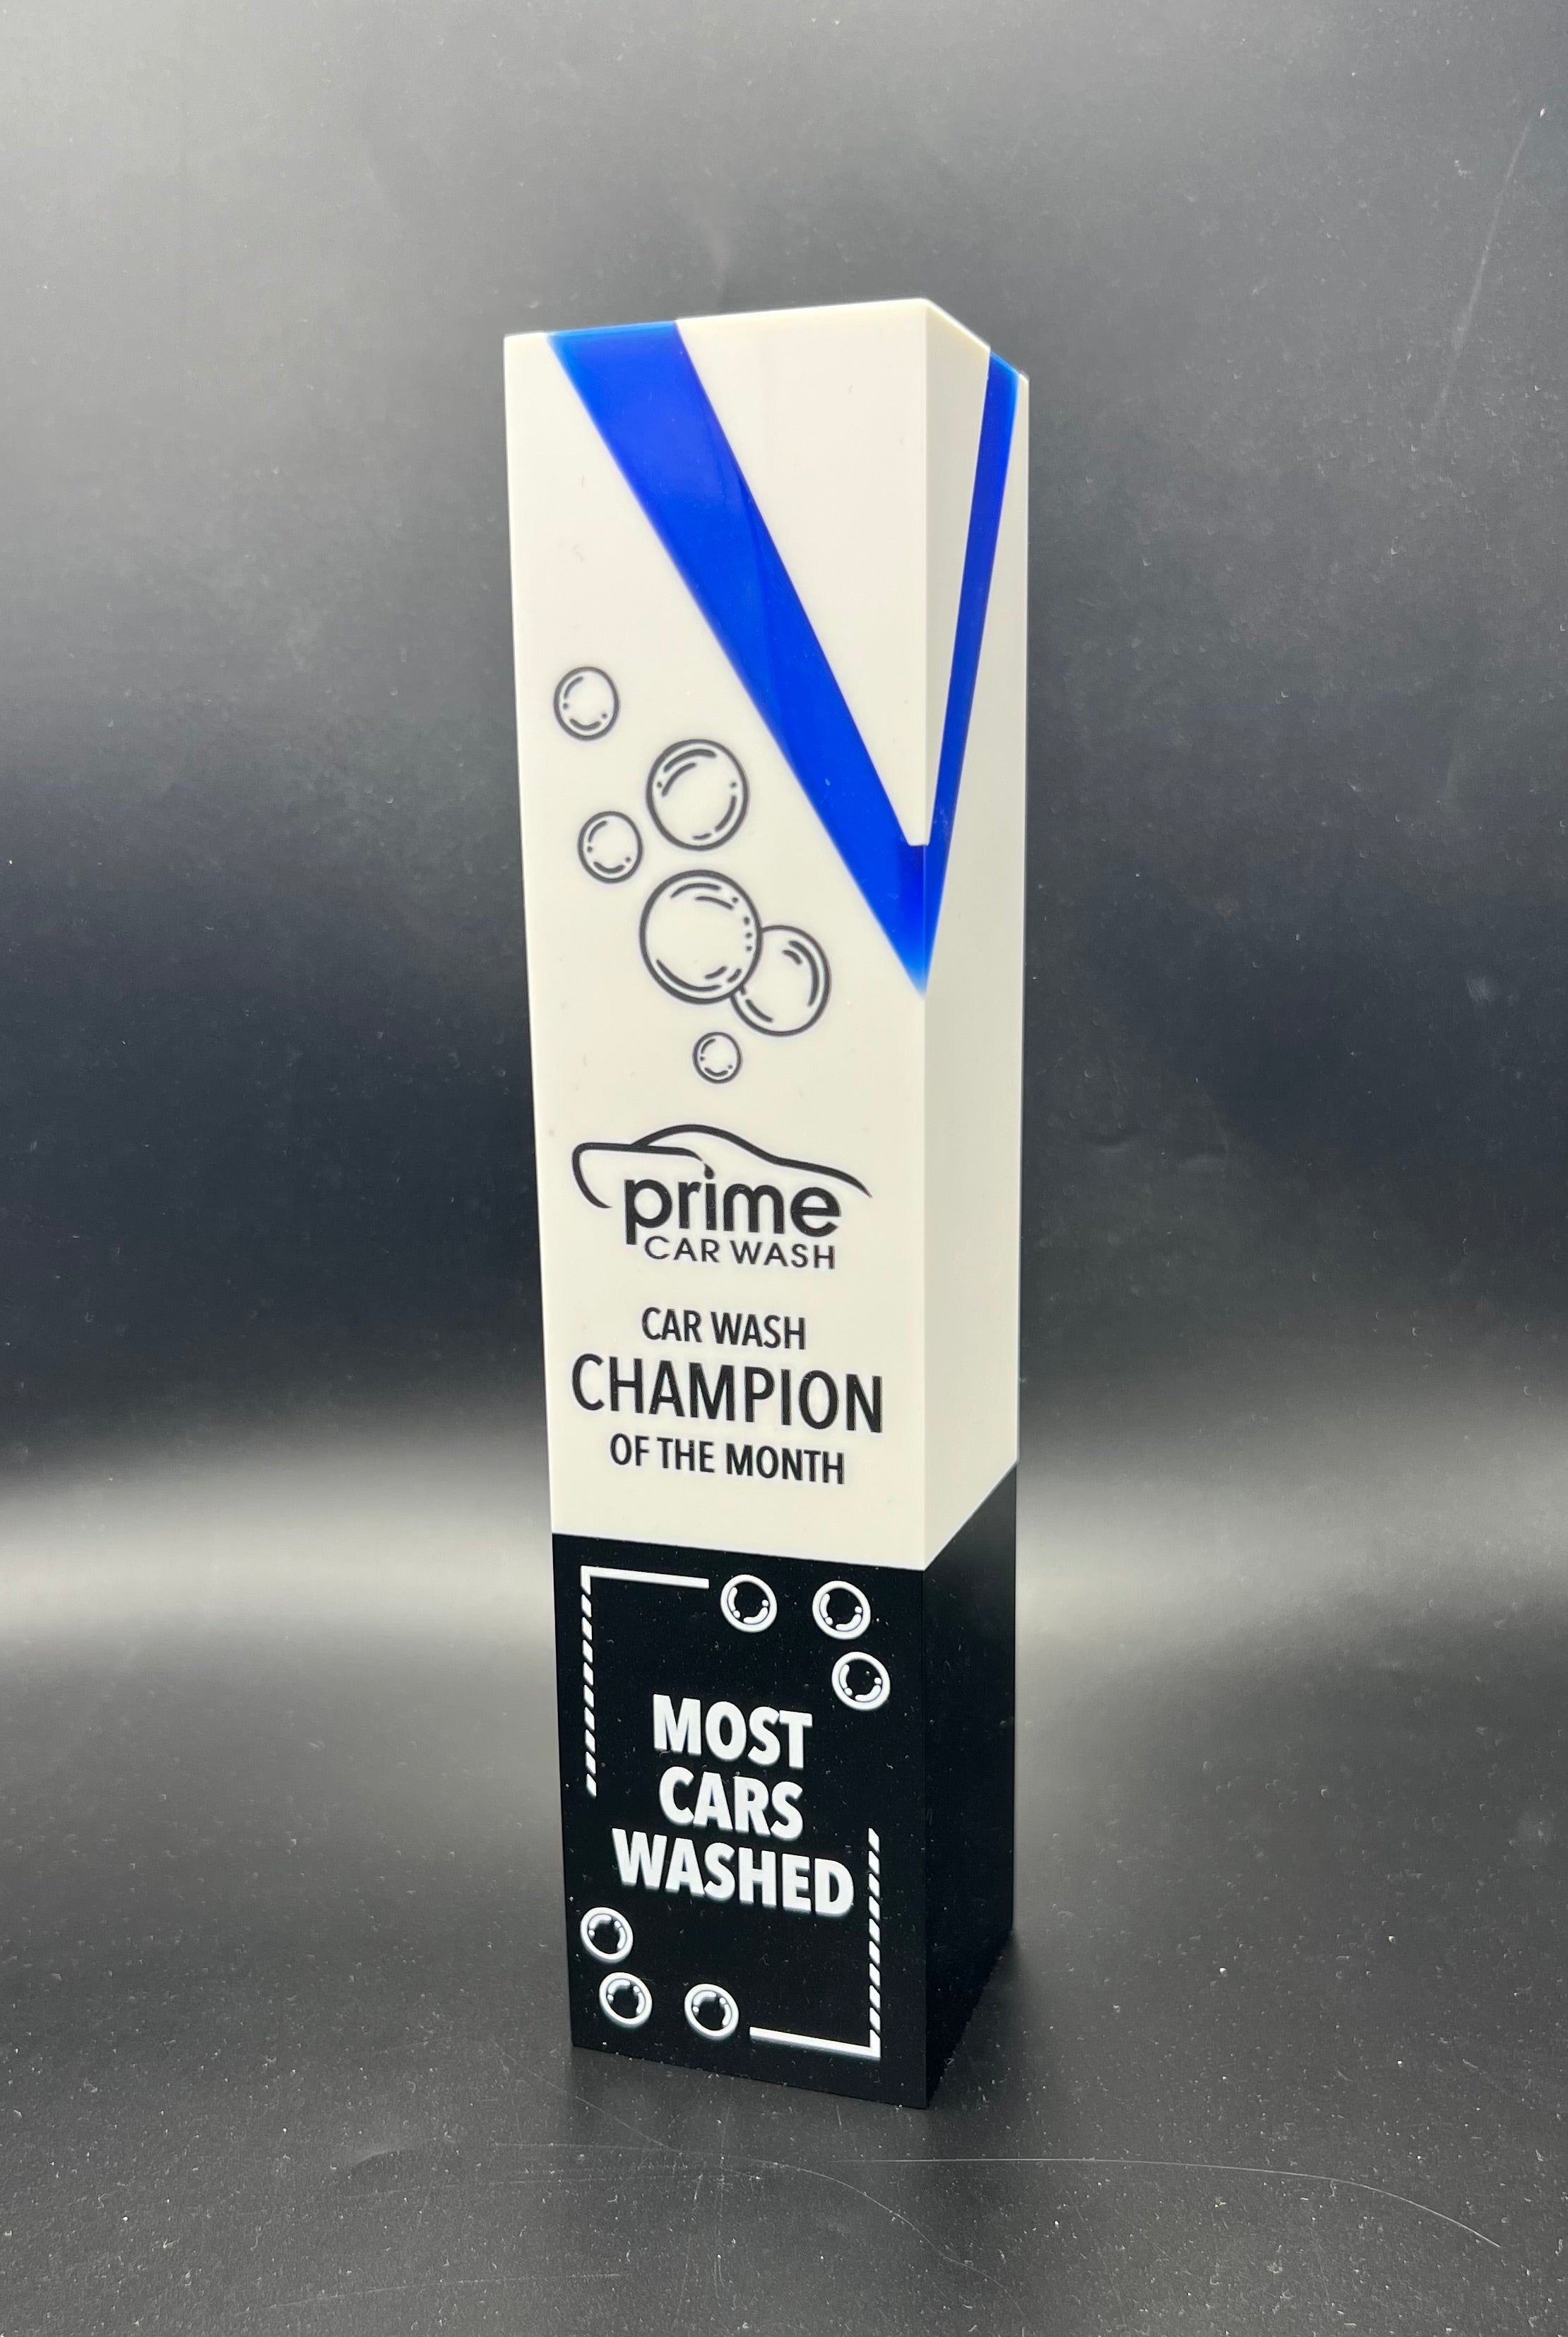 prime
CAR WASH
CAR WASH
CHAMPION
OF THE MONTH
MOST
CARS
WASHED